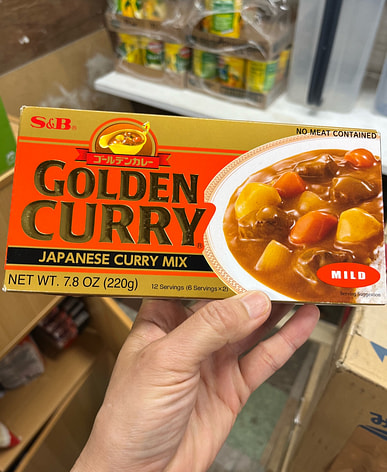 S&B®
NO MEAT CONTAINED
ゴールデンカレー
GOLDEN
CURRY®
JAPANESE CURRY MIX
MILD
NET WT. 7.8 OZ (220g)
12 Servings (6 Servings×2)
Serving Suggestion